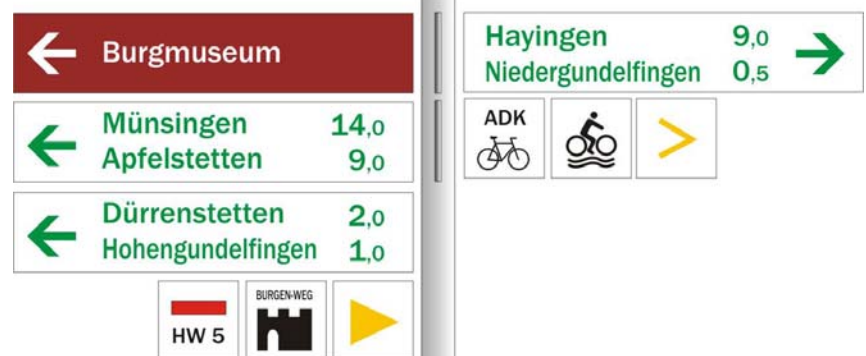 Burgmuseum
Münsingen 14,0
Apfelstetten 9,0
Dürrenstetten 2,0
Hohengundelfingen 1,0
HW 5
BURGEN-WEG
Hayingen 9,0
Niedergundelfingen 0,5
ADK